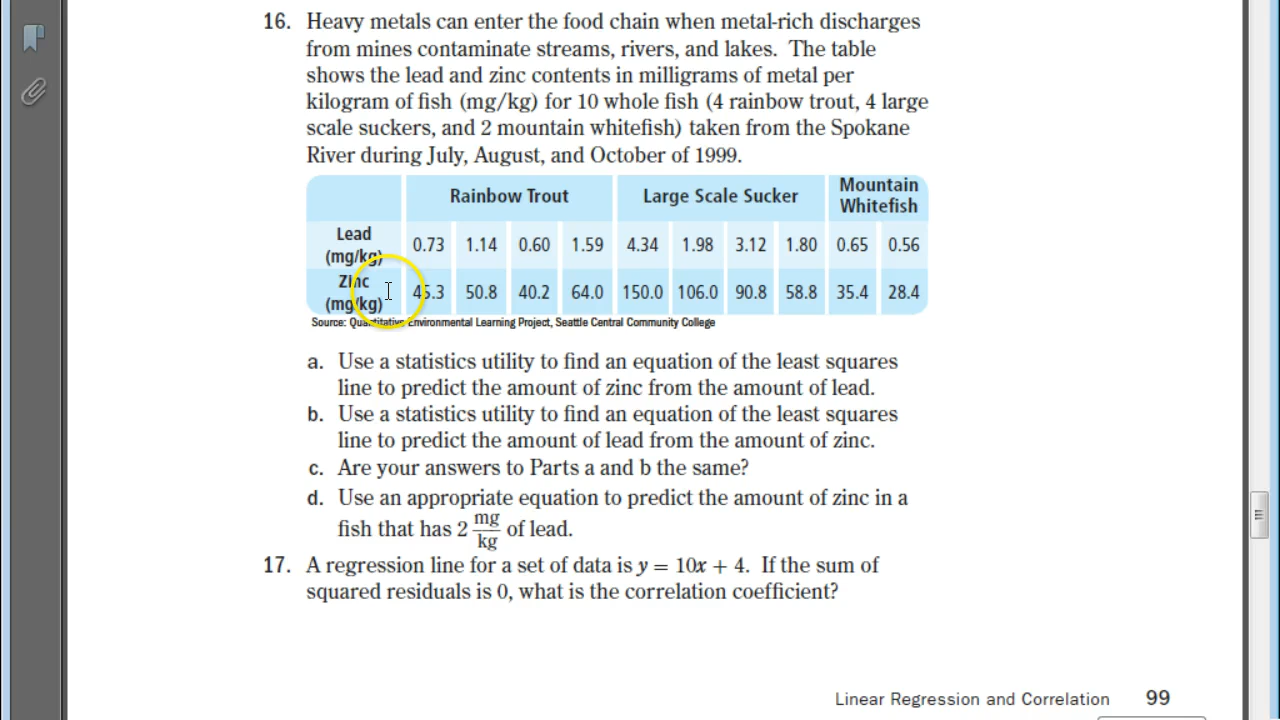 16. Heavy metals can enter the food chain when metal-rich discharges
from mines contaminate streams, rivers, and lakes. The table
shows the lead and zinc contents in milligrams of metal per
kilogram of fish (mg/kg) for 10 whole fish (4 rainbow trout, 4 large
scale suckers, and 2 mountain whitefish) taken from the Spokane
River during July, August, and October of 1999.
Rainbow Trout Large Scale Sucker Mountain Whitefish
Lead (mg/kg) 0.73 1.14 0.60 1.59 4.34 1.98 3.12 1.80 0.65 0.56
Zinc (mg/kg) 45.3 50.8 40.2 64.0 150.0 106.0 90.8 58.8 35.4 28.4
Source: Quantitative Environmental Learning Project, Seattle Central Community College
a. Use a statistics utility to find an equation of the least squares
line to predict the amount of zinc from the amount of lead.
b. Use a statistics utility to find an equation of the least squares
line to predict the amount of lead from the amount of zinc.
c. Are your answers to Parts a and b the same?
d. Use an appropriate equation to predict the amount of zinc in a
fish that has 2 mg/kg of lead.
17. A regression line for a set of data is y = 10x + 4. If the sum of
squared residuals is 0, what is the correlation coefficient?
Linear Regression and Correlation 99